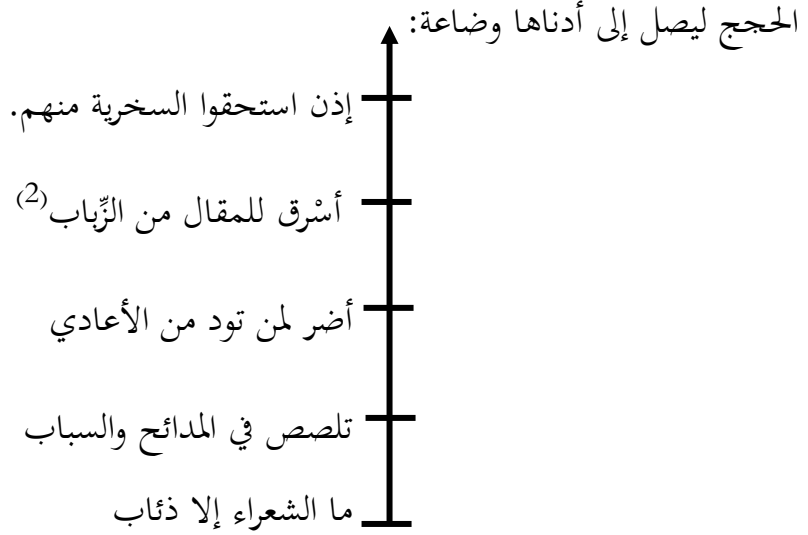 الحجج ليصل إلى أدناها وضاعة:
إذن استحقوا السخرية منهم.
أسْرق للمقال من الزِّباب(2)
أضر لمن تود من الأعادي
تلصص في المدائح والسباب
ما الشعراء إلا ذئاب